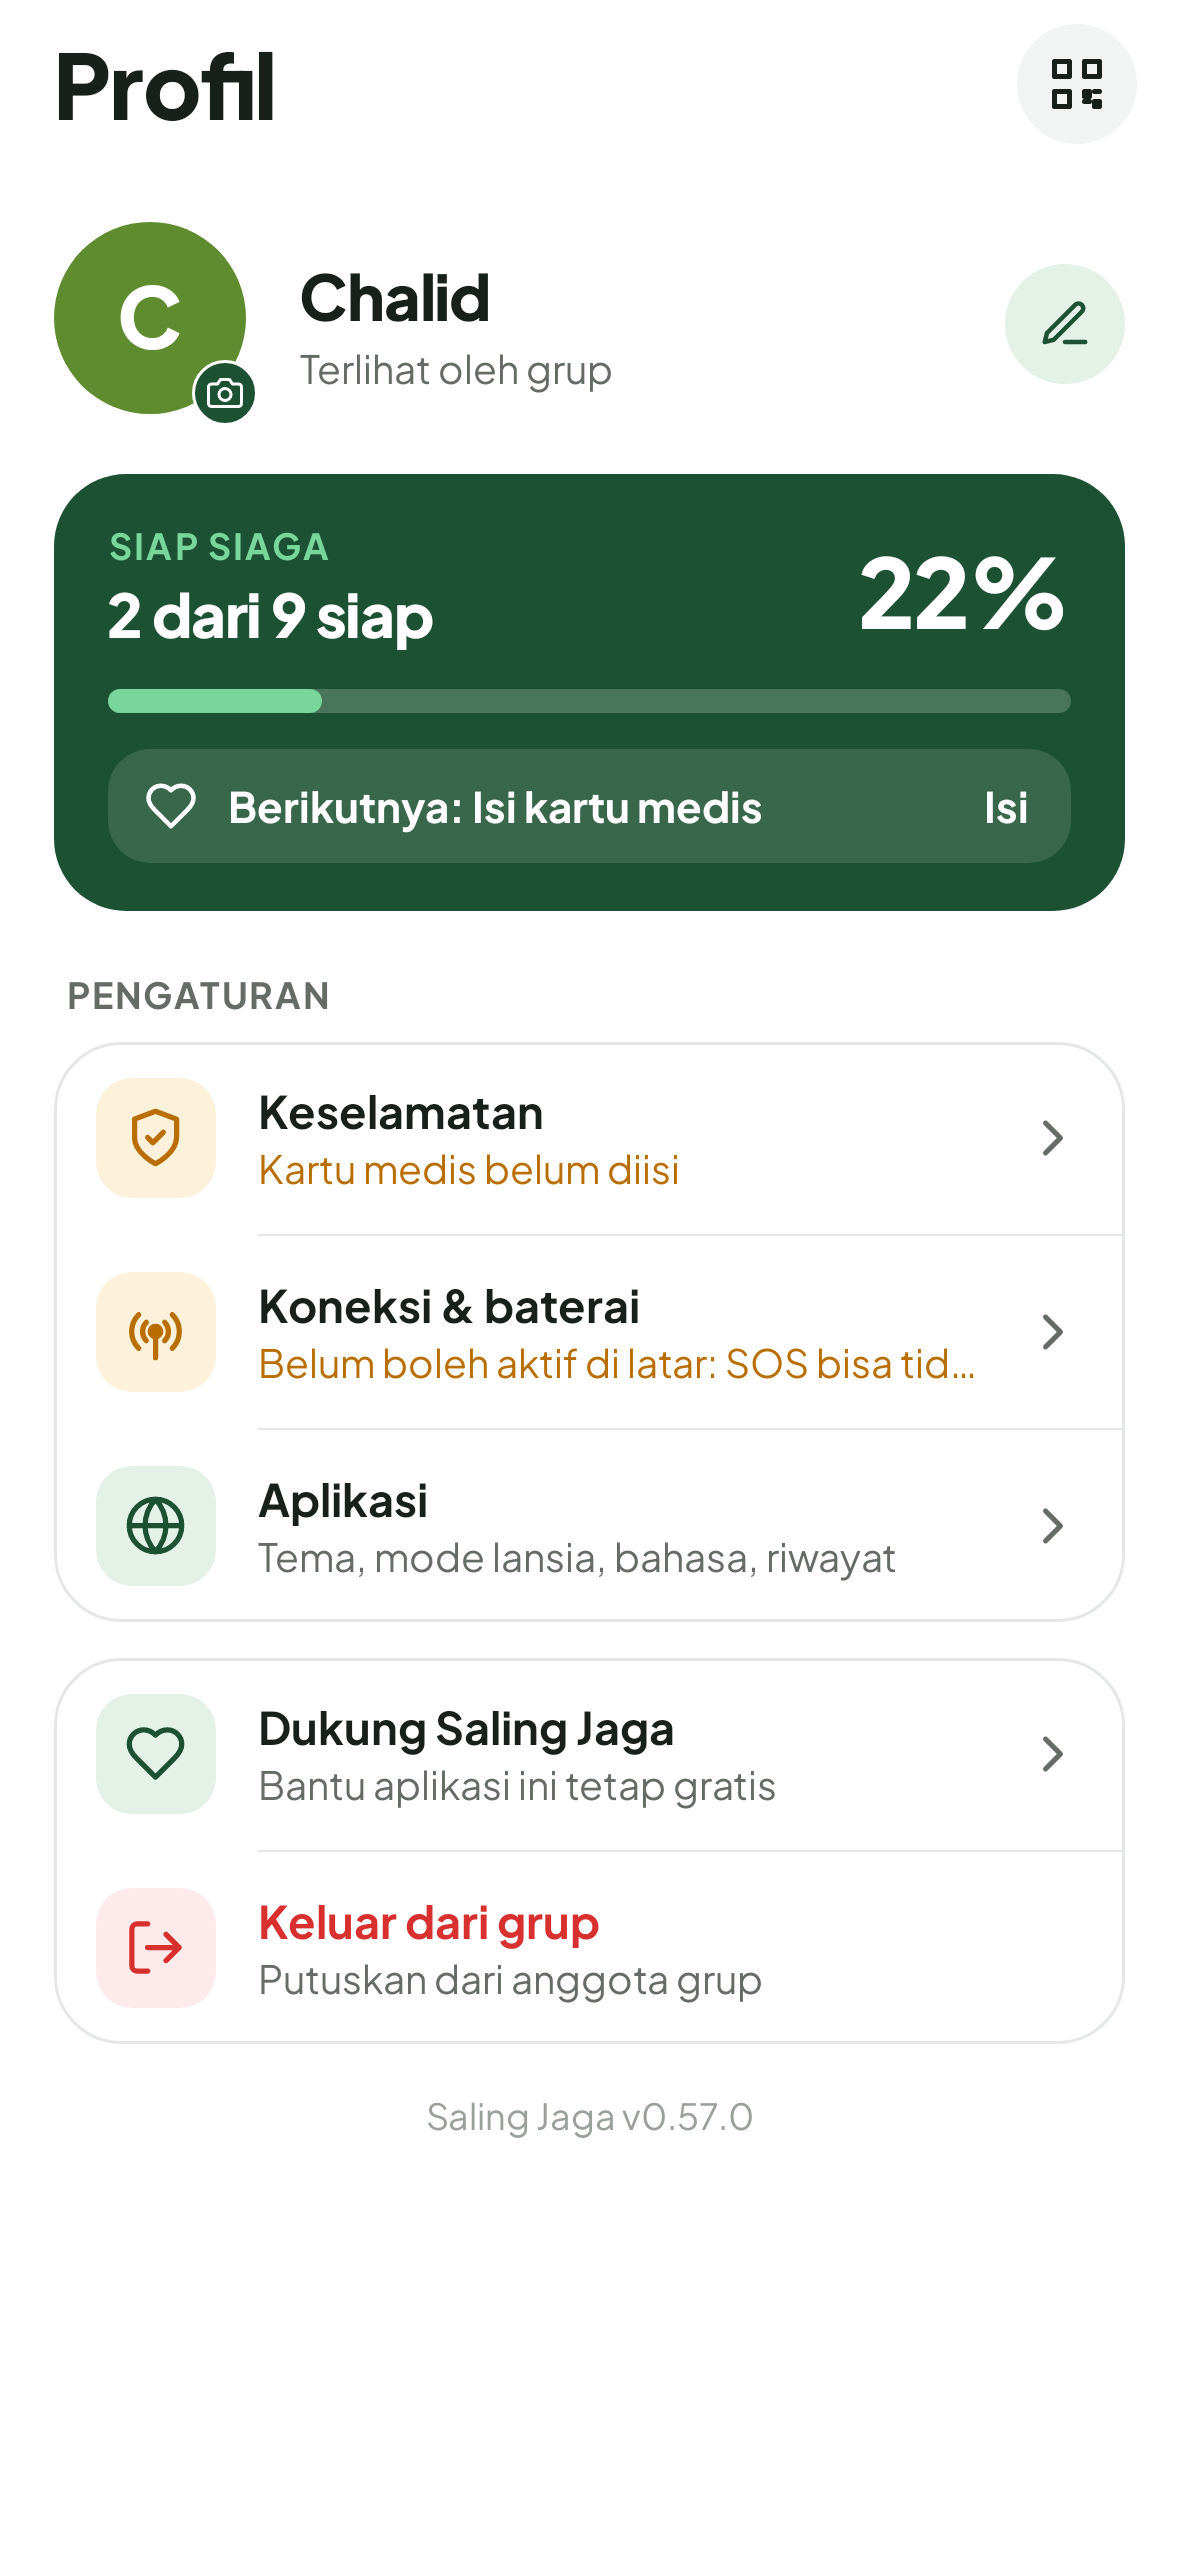 Profil
C
Chalid
Terlihat oleh grup
SIAP SIAGA
2 dari 9 siap
22%
Berikutnya: Isi kartu medis
Isi
PENGATURAN
Keselamatan
Kartu medis belum diisi
Koneksi & baterai
Belum boleh aktif di latar: SOS bisa tid...
Aplikasi
Tema, mode lansia, bahasa, riwayat
Dukung Saling Jaga
Bantu aplikasi ini tetap gratis
Keluar dari grup
Putuskan dari anggota grup
Saling Jaga v0.57.0